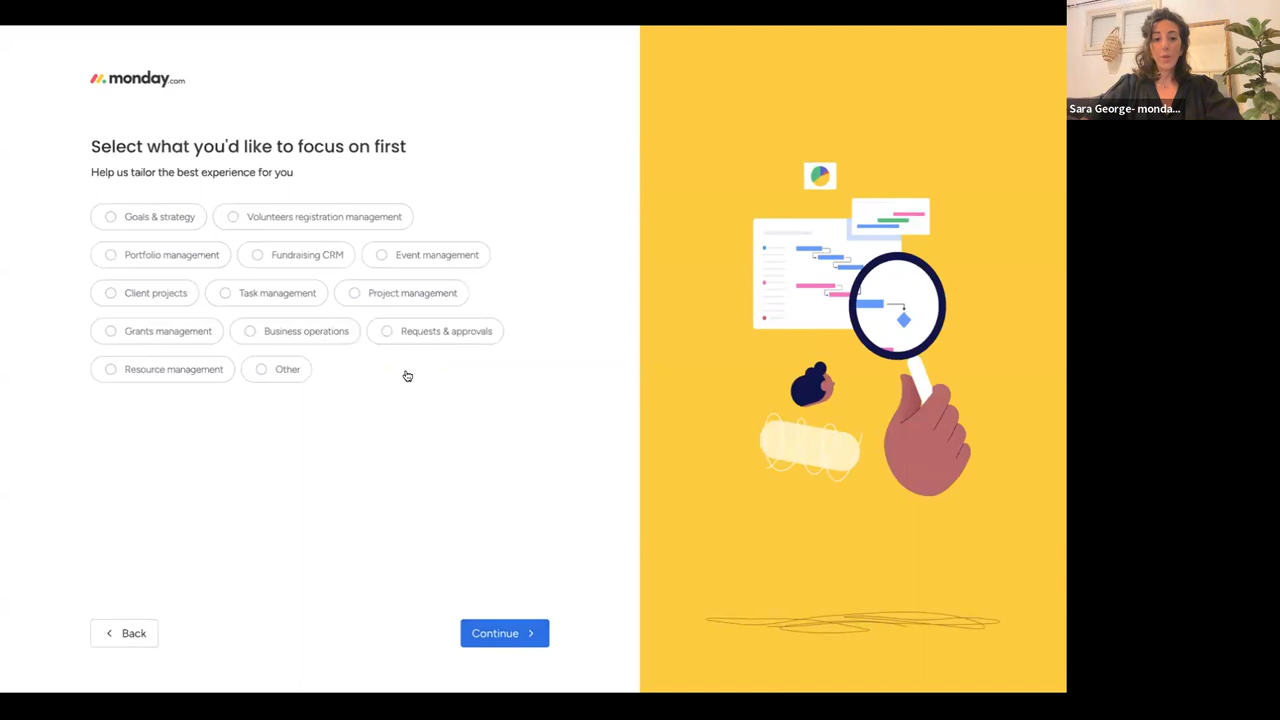 monday.com
Select what you'd like to focus on first
Help us tailor the best experience for you
Goals & strategy
Volunteers registration management
Portfolio management
Fundraising CRM
Event management
Client projects
Task management
Project management
Grants management
Business operations
Requests & approvals
Resource management
Other
Back
Continue
Sara George- monda...